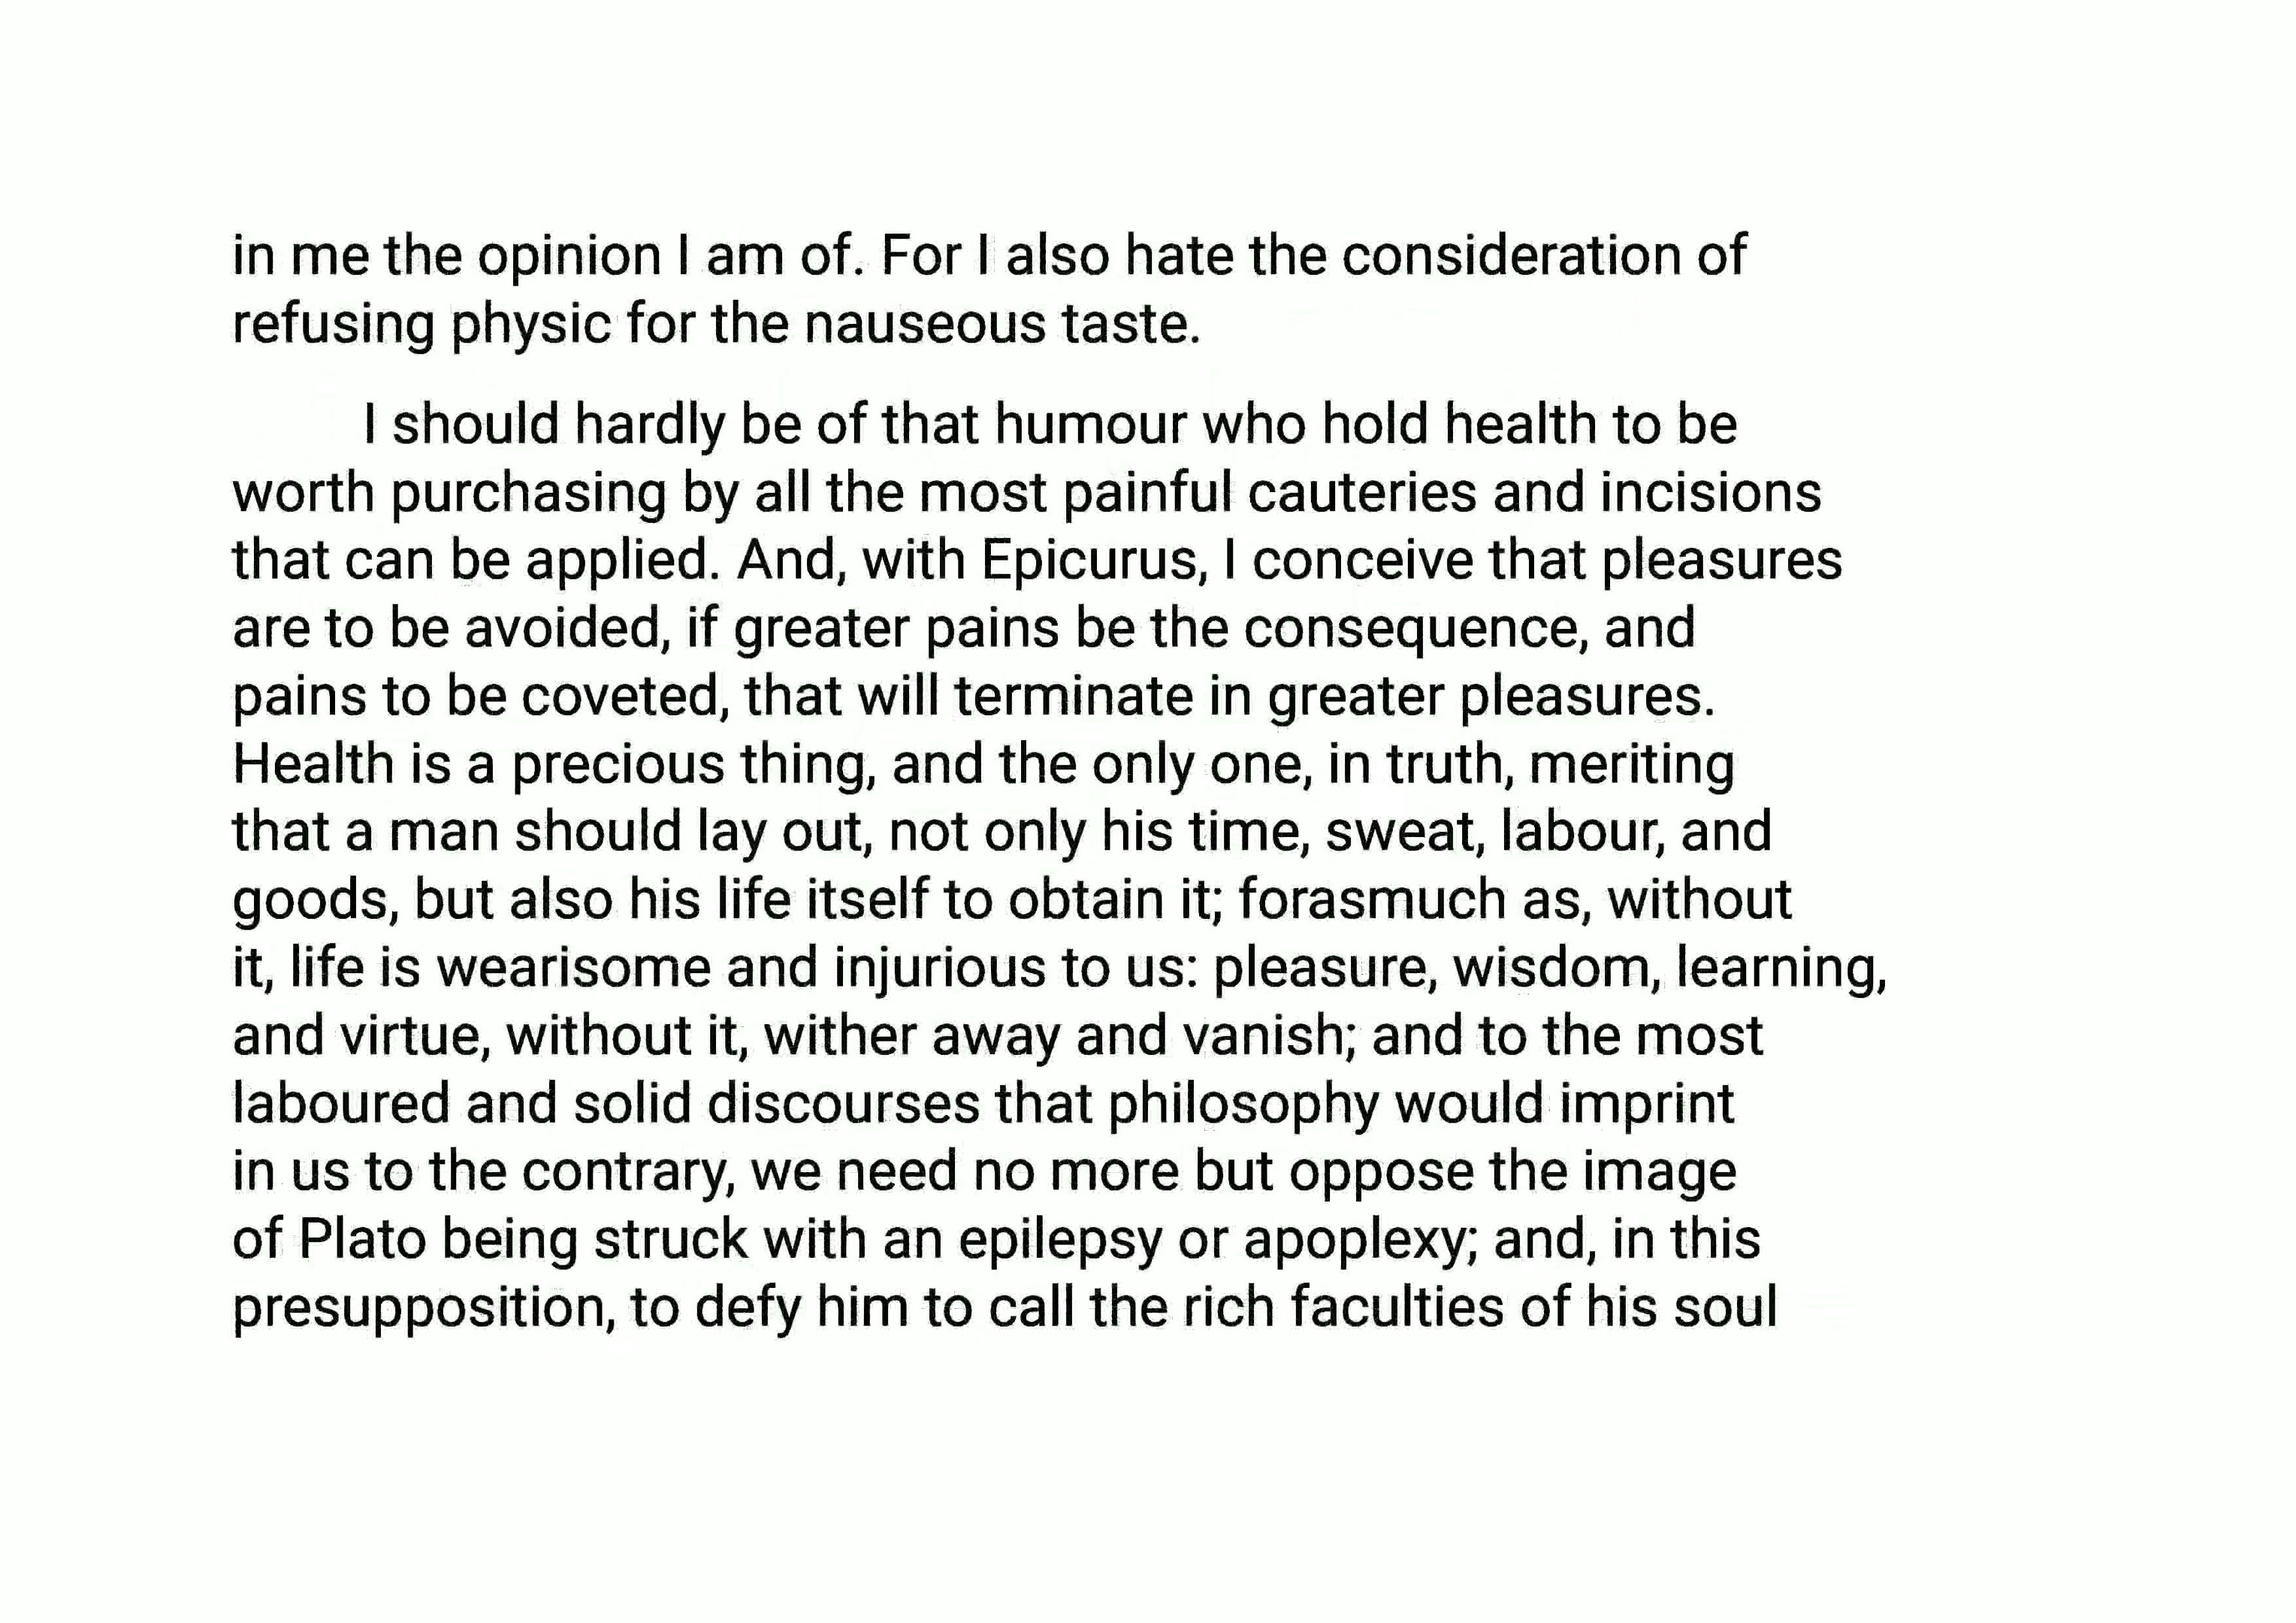 in me the opinion I am of. For I also hate the consideration of
refusing physic for the nauseous taste.
I should hardly be of that humour who hold health to be
worth purchasing by all the most painful cauteries and incisions
that can be applied. And, with Epicurus, I conceive that pleasures
are to be avoided, if greater pains be the consequence, and
pains to be coveted, that will terminate in greater pleasures.
Health is a precious thing, and the only one, in truth, meriting
that a man should lay out, not only his time, sweat, labour, and
goods, but also his life itself to obtain it; forasmuch as, without
it, life is wearisome and injurious to us: pleasure, wisdom, learning,
and virtue, without it, wither away and vanish; and to the most
laboured and solid discourses that philosophy would imprint
in us to the contrary, we need no more but oppose the image
of Plato being struck with an epilepsy or apoplexy; and, in this
presupposition, to defy him to call the rich faculties of his soul